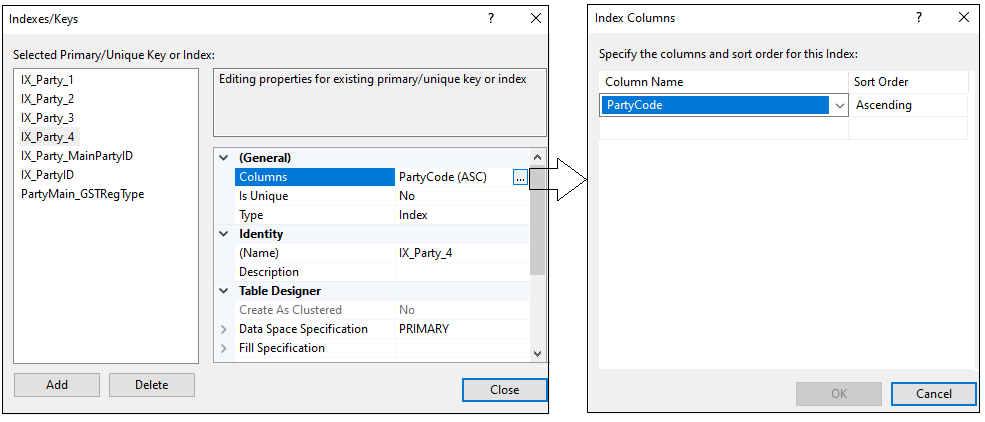 Indexes/Keys
?
Selected Primary/Unique Key or Index:
IX_Party_1
IX_Party_2
IX_Party_3
IX_Party_4
IX_Party_MainPartyID
IX_PartyID
PartyMain_GSTRegType
Add
Delete
Editing properties for existing primary/unique key or index
(General)
Columns PartyCode (ASC) ...
Is Unique No
Type Index
Identity
(Name) IX_Party_4
Description
Table Designer
Create As Clustered No
Data Space Specification PRIMARY
Fill Specification
Close
Index Columns
?
Specify the columns and sort order for this Index:
Column Name Sort Order
PartyCode Ascending
OK Cancel